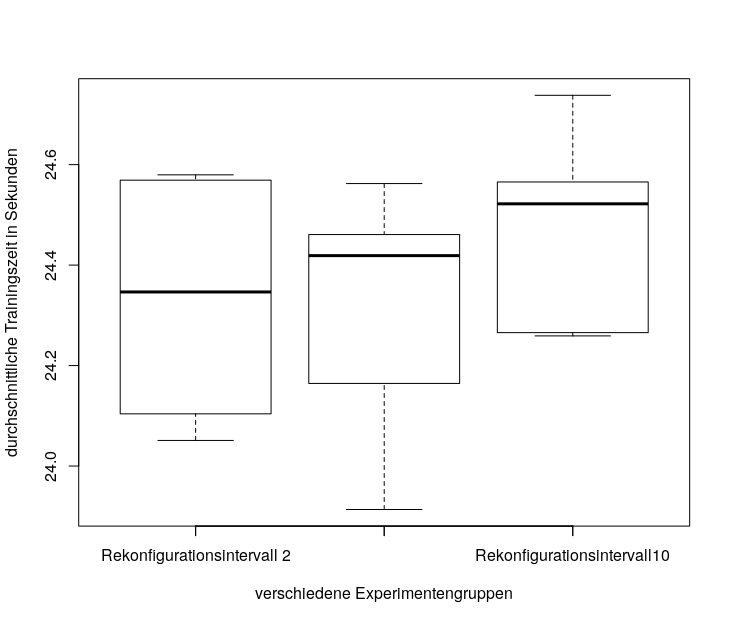 durchschnittliche Trainingszeit in Sekunden
24.6
24.4
24.2
24.0
Rekonfigurationsintervall 2
Rekonfigurationsintervall10
verschiedene Experimentengruppen